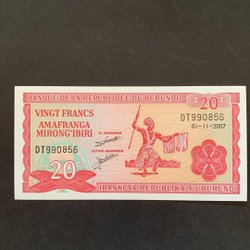 BANQUE DE LA REPUBLIQUE DU BURUNDI
20
VINGT FRANCS
AMAFRANGA
MIRONG'IBIRI
DT990856
01-11-2007
DT990856
20
IBANKI Y'A REPUBLIKA Y'UBURUNDI